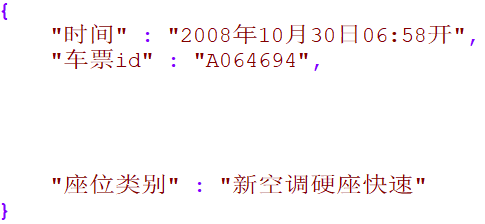 {
"时间" : "2008年10月30日06:58开",
"车票id" : "A064694",
"座位类别" : "新空调硬座快速"
}